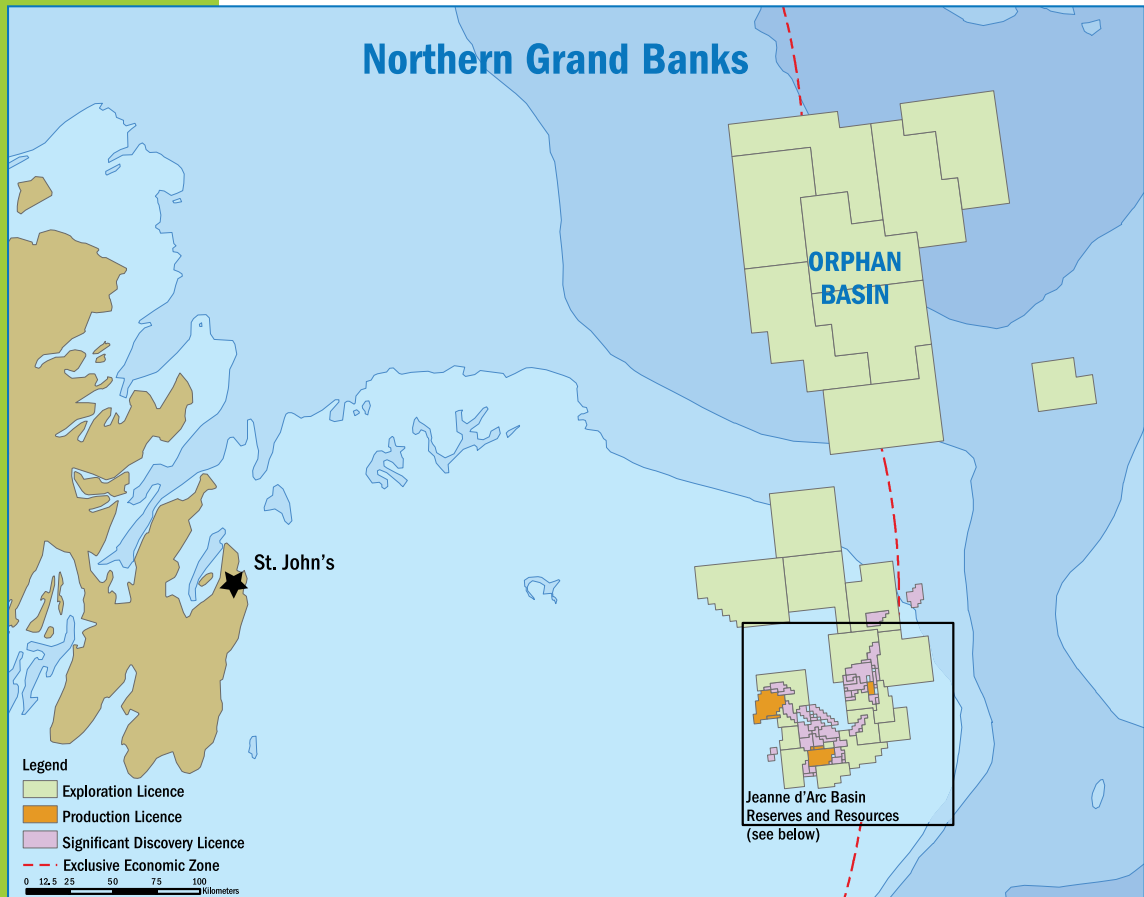 Northern Grand Banks
ORPHAN
BASIN
St. John's
Legend
Exploration Licence
Production Licence
Significant Discovery Licence
Exclusive Economic Zone
0 12.5 25 50 75 100
Kilometers
Jeanne d'Arc Basin
Reserves and Resources
(see below)